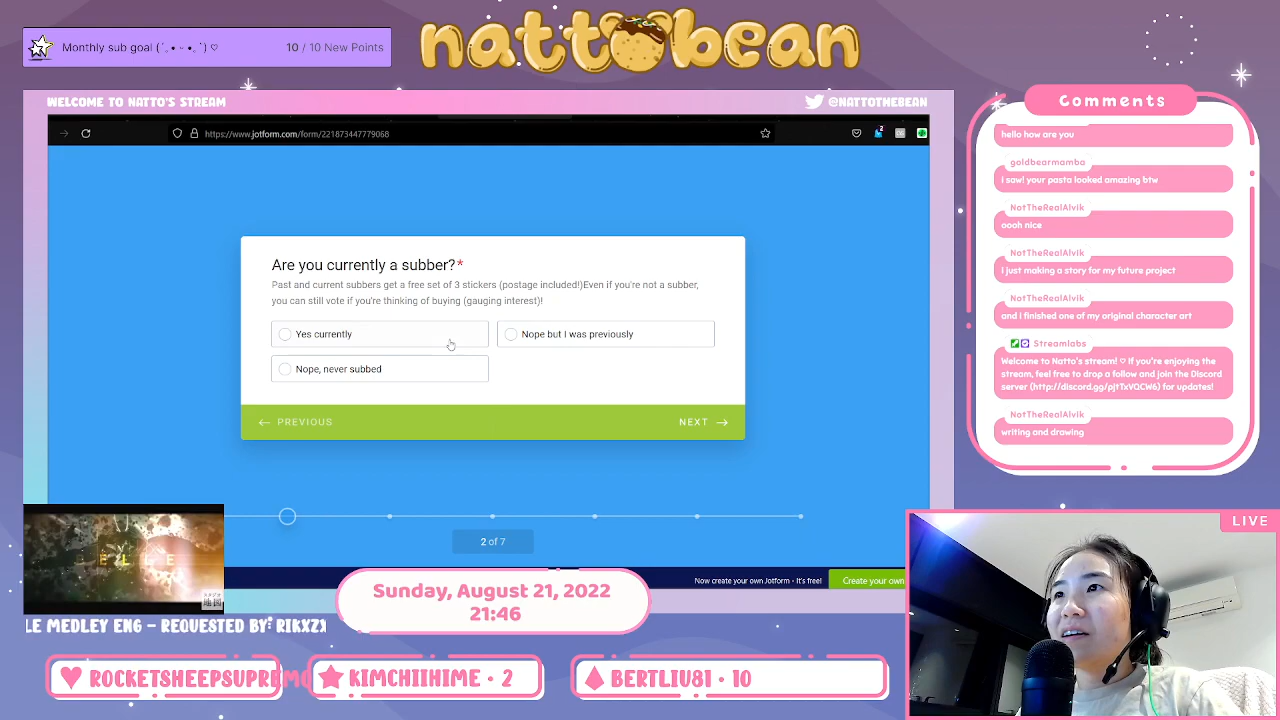 Monthly sub goal (´. • ᵕ •. `) ♡
10 / 10 New Points
nattobean
WELCOME TO NATTO'S STREAM
@NATTOTHEBEAN
https://www.jotform.com/form/221873447779068
2
Are you currently a subber?*
Past and current subbers get a free set of 3 stickers (postage included!)Even if you're not a subber,
you can still vote if you're thinking of buying (gauging interest)!
Yes currently
Nope but I was previously
Nope, never subbed
← PREVIOUS
NEXT →
2 of 7
Now create your own Jotform - It's free!
Create your own
Comments
hello how are you
goldbearmamba
I saw! your pasta looked amazing btw
NotTheRealAlvik
oooh nice
NotTheRealAlvik
i just making a story for my future project
NotTheRealAlvik
and i finished one of my original character art
Streamlabs
Welcome to Natto's stream! ♡ If you're enjoying the
stream, feel free to drop a follow and join the Discord
server (http://discord.gg/pjtTxVQCW6) for updates!
NotTheRealAlvik
writing and drawing
LIVE
BELLE
地図
LE MEDLEY ENG - REQUESTED BY: RIKXZX
Sunday, August 21, 2022
21:46
ROCKETSHEEPSUPREMO
KIMCHIIHIME • 2
BERTLIU81 • 10